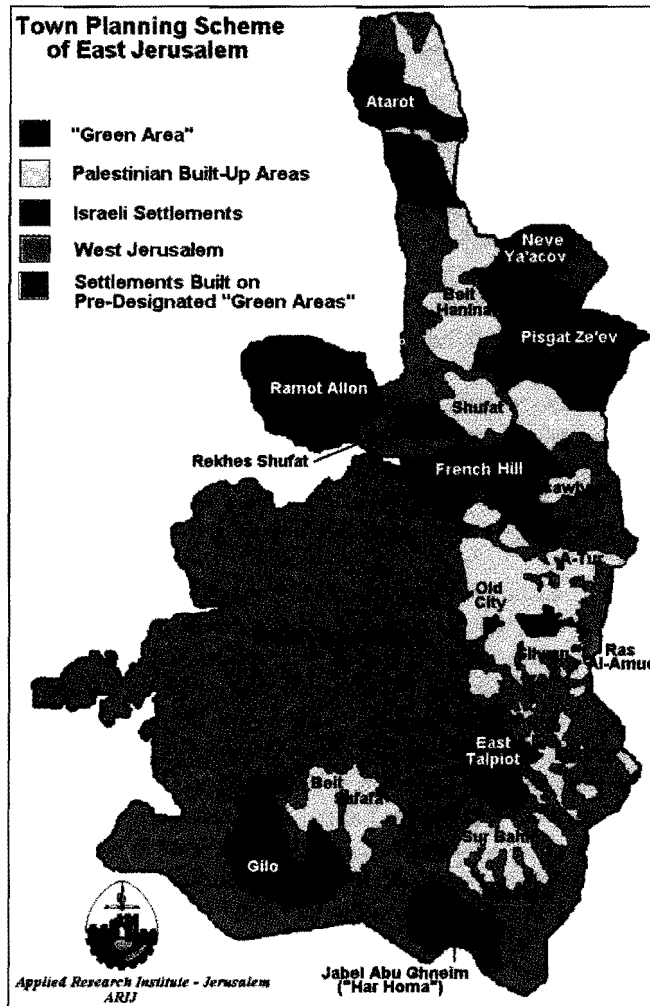 Town Planning Scheme
of East Jerusalem
"Green Area"
Palestinian Built-Up Areas
Israeli Settlements
West Jerusalem
Settlements Built on
Pre-Designated "Green Areas"
Atarot
Neve
Ya'acov
Beit
Hanina
Pisgat Ze'ev
Ramot Allon
Shufat
Rekhes Shufat
French Hill
A-Tur
Old
City
Silwan
Ras
Al-Amud
East
Talpiot
Beit
Safafa
Sur Bahir
Gilo
Jabel Abu Ghneim
("Har Homa")
Applied Research Institute - Jerusalem
ARIJ